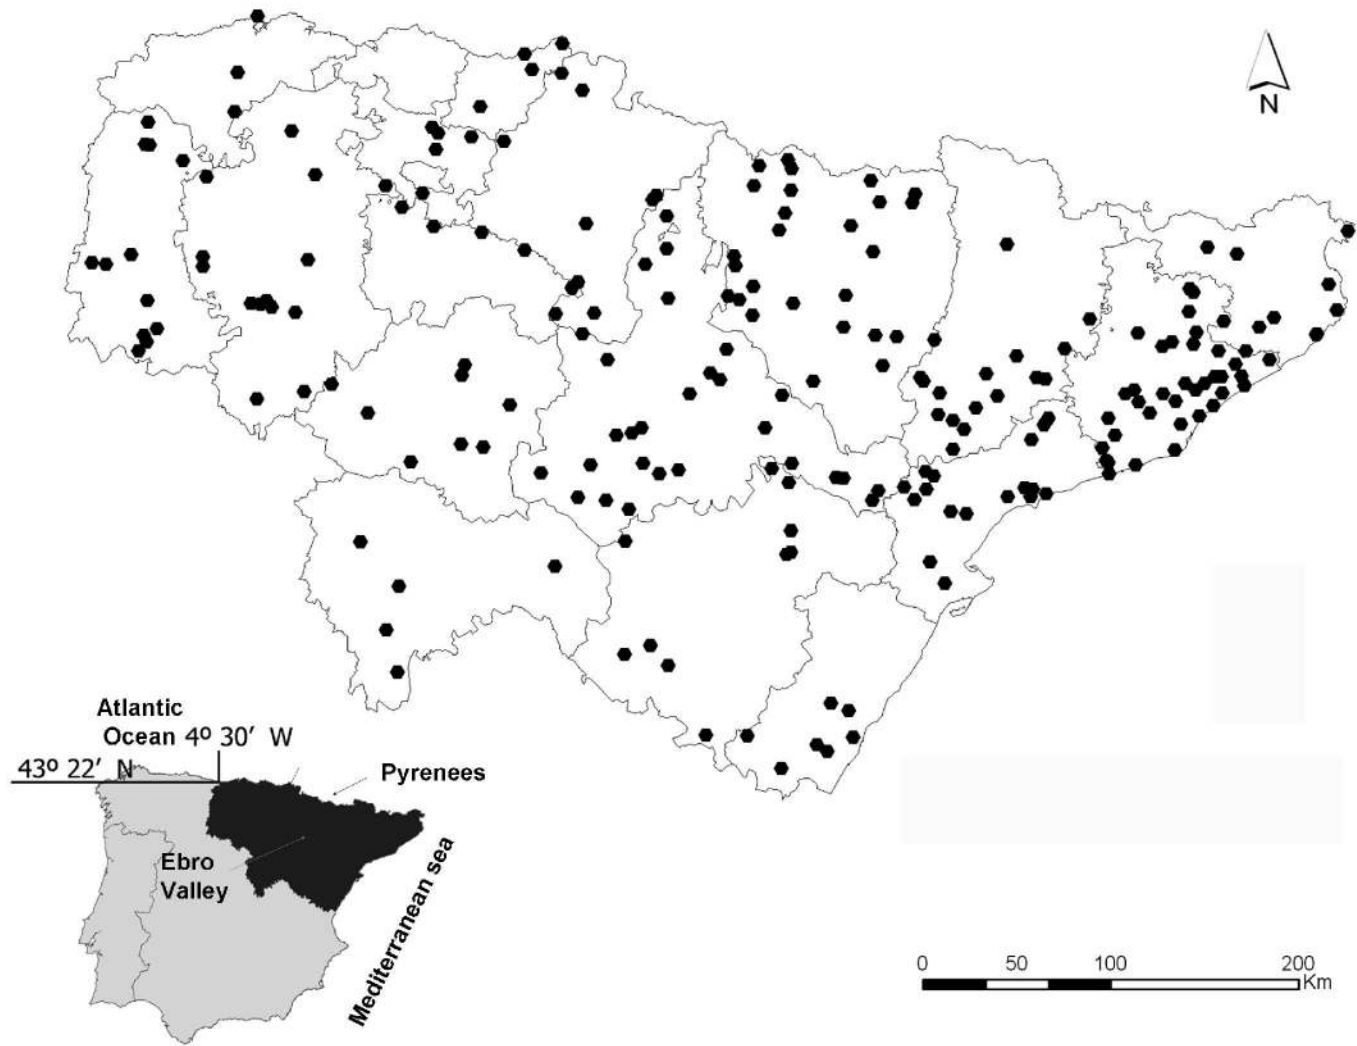 N
Atlantic
Ocean 4º 30’ W
43º 22’ N
Pyrenees
Ebro
Valley
Mediterranean sea
0 50 100 200
Km